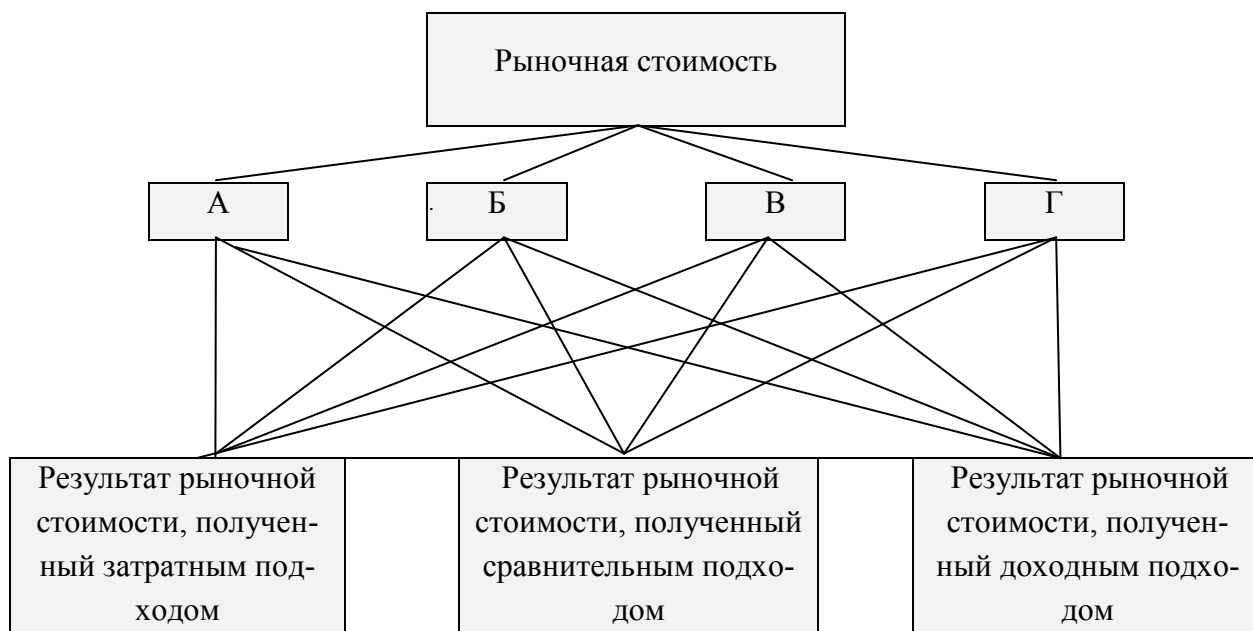 Рыночная стоимость
А
Б
В
Г
Результат рыночной
стоимости, получен-
ный затратным под-
ходом
Результат рыночной
стоимости, полученный
сравнительным подхо-
дом
Результат рыночной
стоимости, получен-
ный доходным подхо-
дом